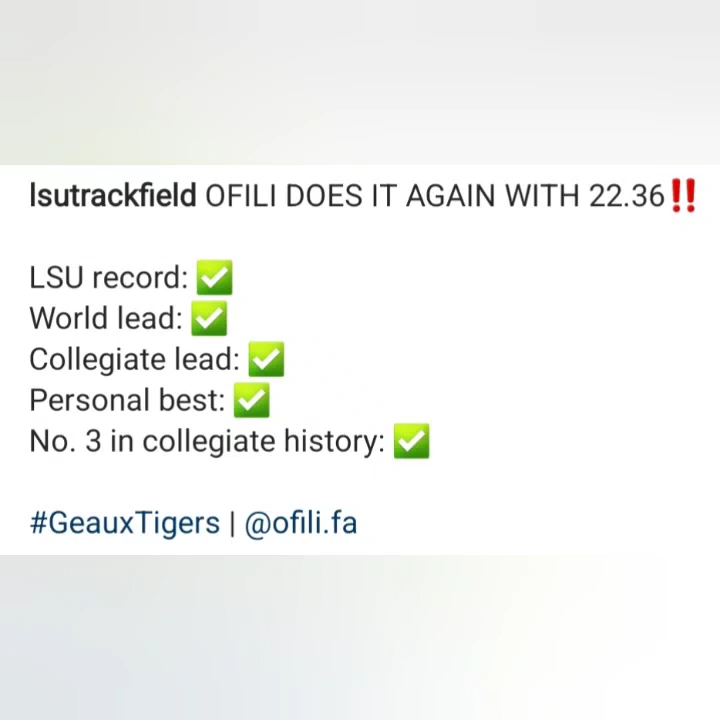 lsutrackfield OFILI DOES IT AGAIN WITH 22.36‼️
LSU record: ✅
World lead: ✅
Collegiate lead: ✅
Personal best: ✅
No. 3 in collegiate history: ✅
#GeauxTigers | @ofili.fa